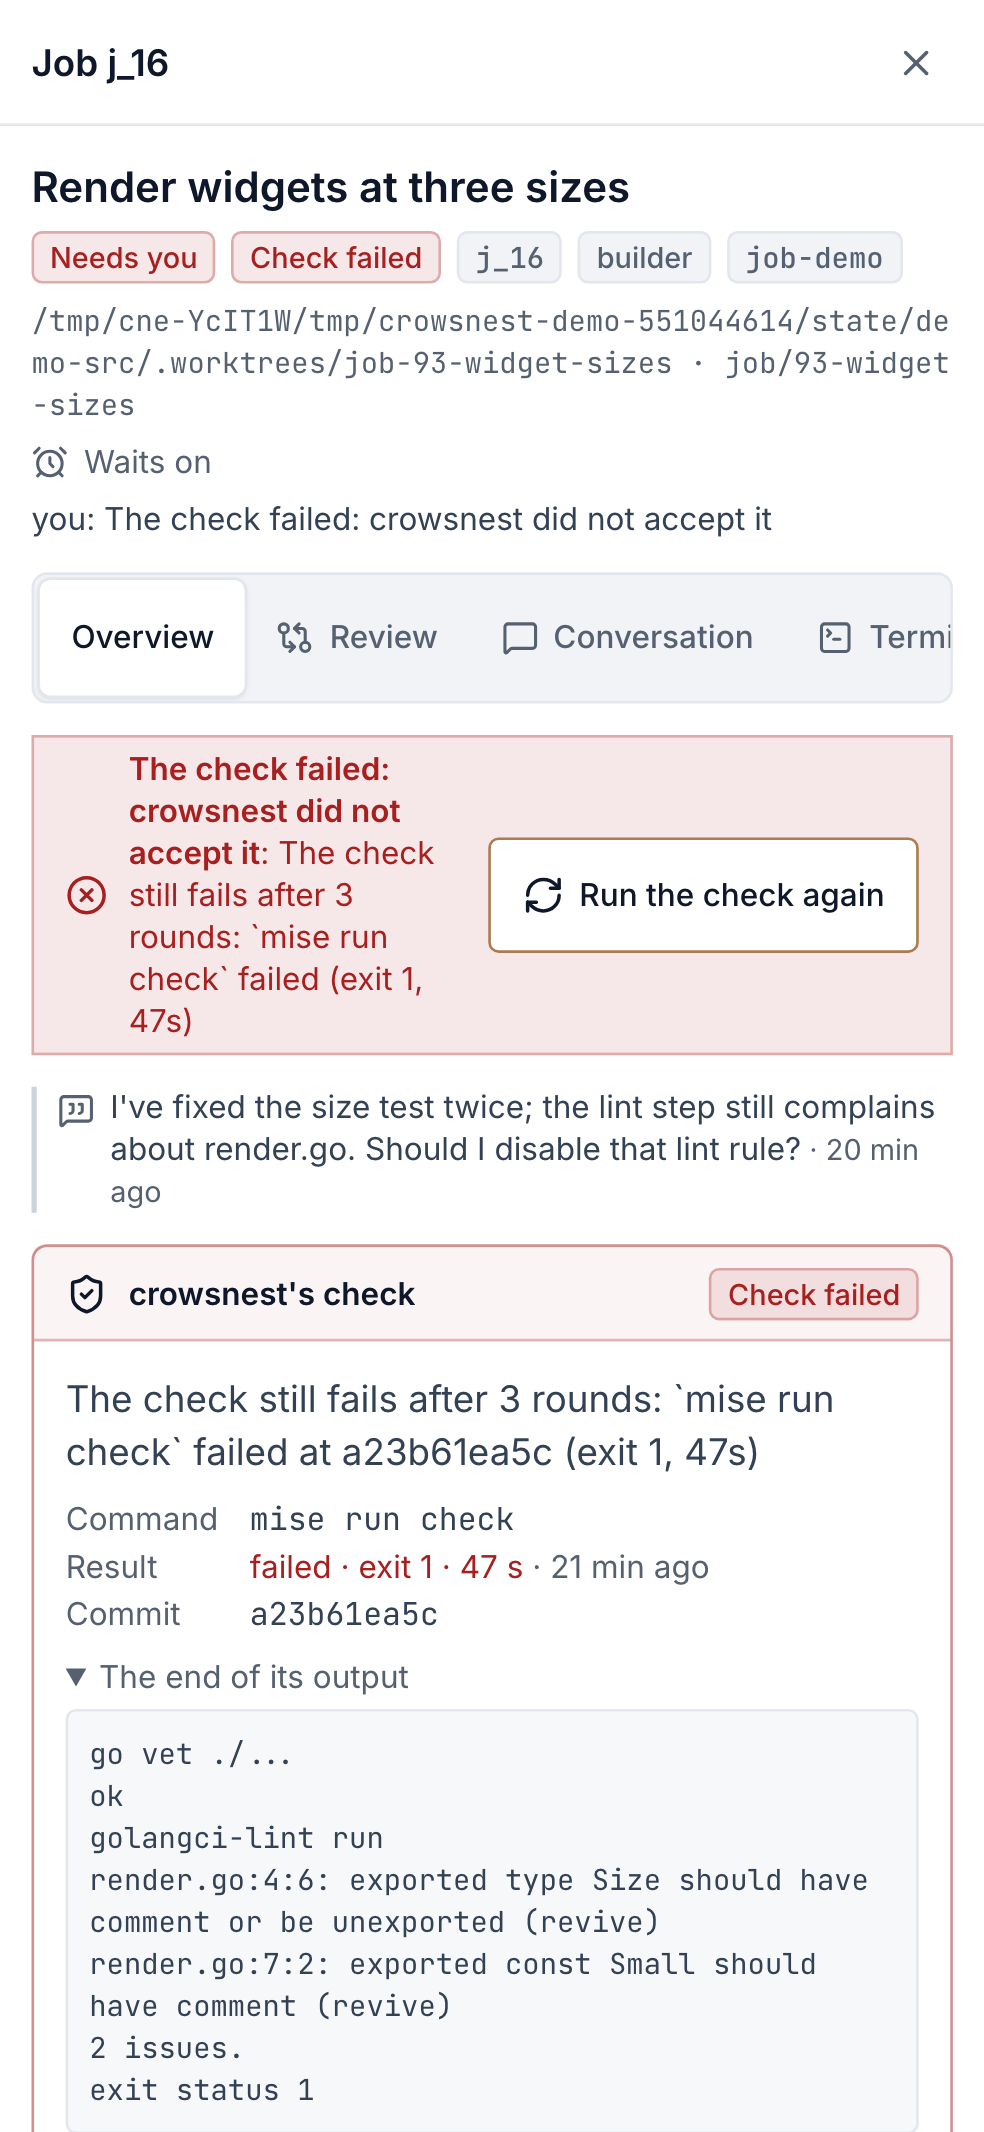 Job j_16
Render widgets at three sizes
Needs you
Check failed
j_16
builder
job-demo
/tmp/cne-YcIT1W/tmp/crowsnest-demo-551044614/state/de
mo-src/.worktrees/job-93-widget-sizes · job/93-widget
-sizes
Waits on
you: The check failed: crowsnest did not accept it
Overview
Review
Conversation
Termi
The check failed:
crowsnest did not
accept it: The check
still fails after 3
rounds: `mise run
check` failed (exit 1,
47s)
Run the check again
I've fixed the size test twice; the lint step still complains
about render.go. Should I disable that lint rule? · 20 min
ago
crowsnest's check
Check failed
The check still fails after 3 rounds: `mise run
check` failed at a23b61ea5c (exit 1, 47s)
Command mise run check
Result failed · exit 1 · 47 s · 21 min ago
Commit a23b61ea5c
▼ The end of its output
go vet ./...
ok
golangci-lint run
render.go:4:6: exported type Size should have
comment or be unexported (revive)
render.go:7:2: exported const Small should
have comment (revive)
2 issues.
exit status 1